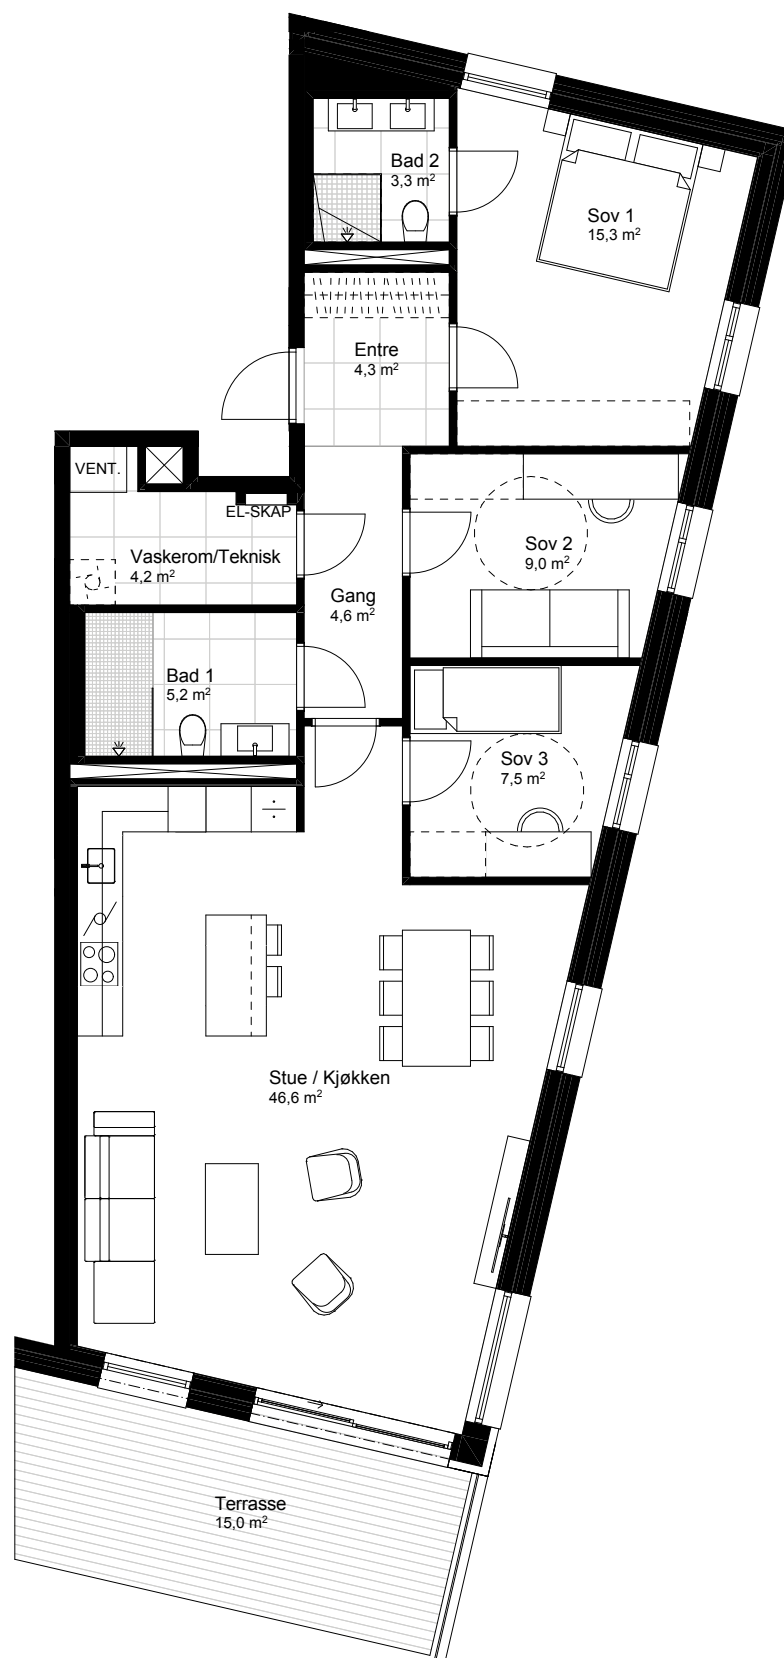 Bad 2
3,3 m²
Sov 1
15,3 m²
Entre
4,3 m²
VENT.
EL-SKAP
Vaskerom/Teknisk
4,2 m²
Sov 2
9,0 m²
Gang
4,6 m²
Bad 1
5,2 m²
Sov 3
7,5 m²
Stue / Kjøkken
46,6 m²
Terrasse
15,0 m²